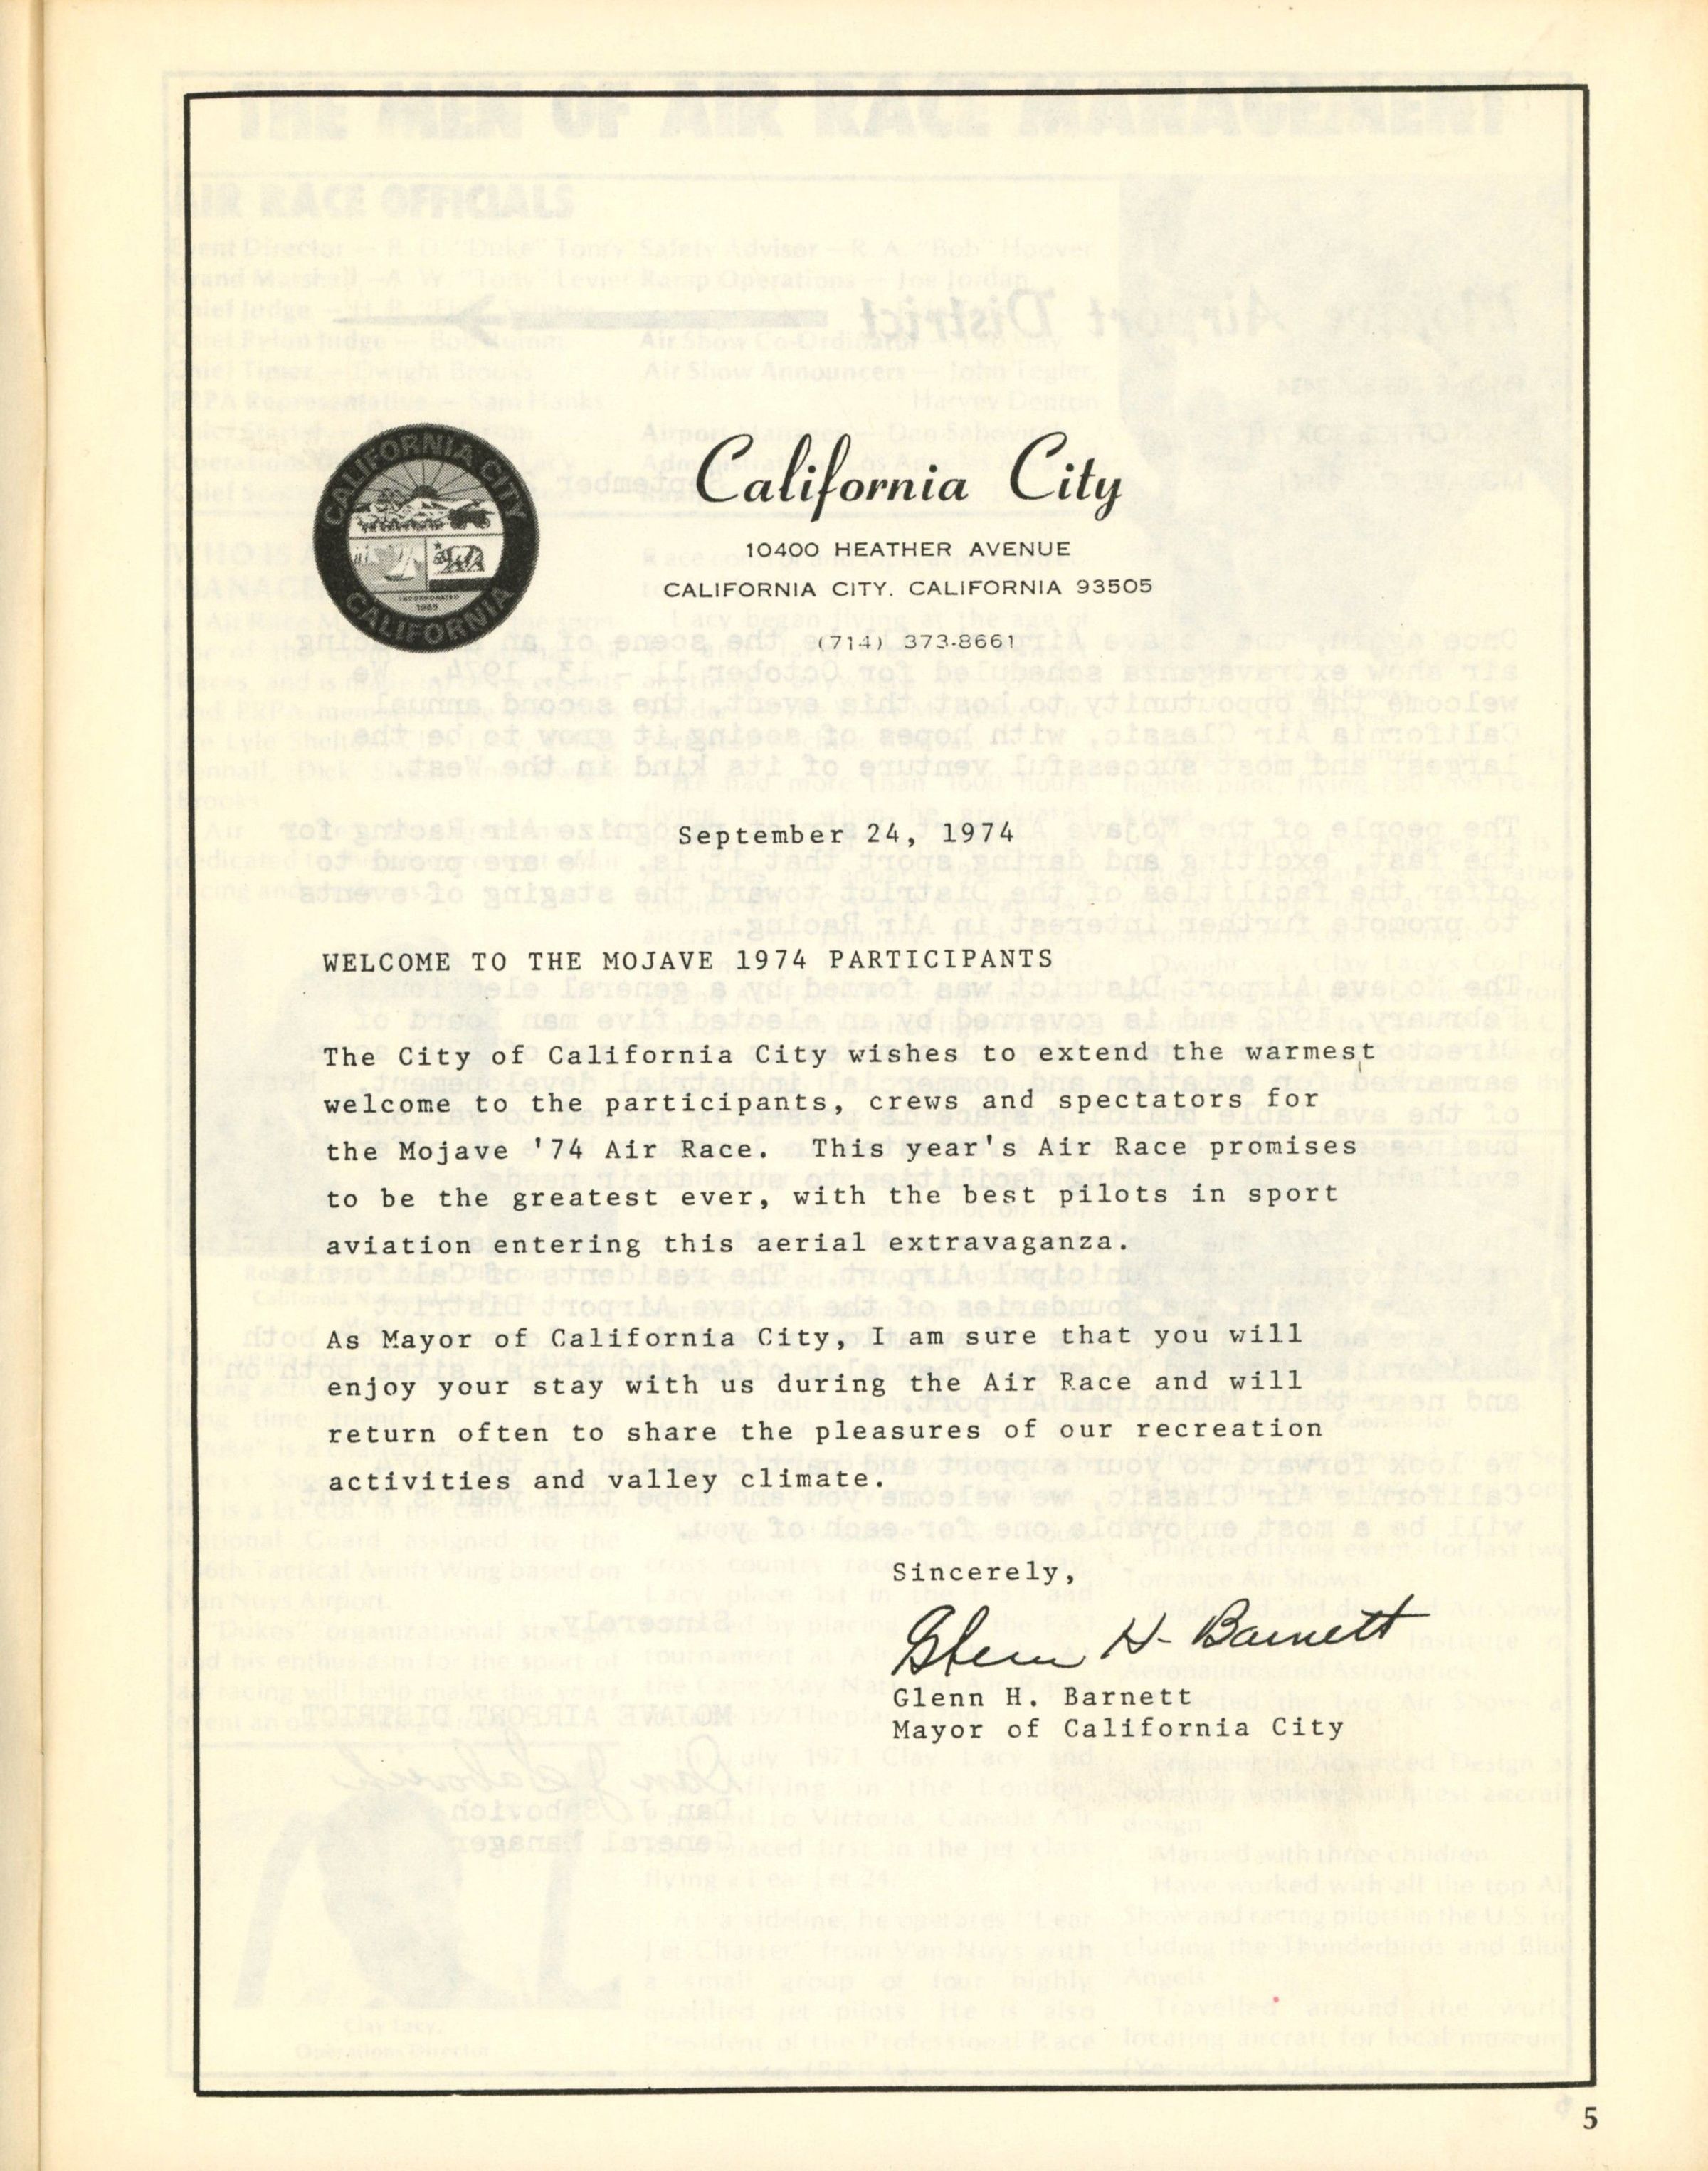 CALIFORNIA CITY
INCORPORATED
1965
CALIFORNIA
California City
10400 HEATHER AVENUE
CALIFORNIA CITY, CALIFORNIA 93505
(714) 373-8661
September 24, 1974
WELCOME TO THE MOJAVE 1974 PARTICIPANTS
The City of California City wishes to extend the warmest
welcome to the participants, crews and spectators for
the Mojave '74 Air Race.  This year's Air Race promises
to be the greatest ever, with the best pilots in sport
aviation entering this aerial extravaganza.
As Mayor of California City, I am sure that you will
enjoy your stay with us during the Air Race and will
return often to share the pleasures of our recreation
activities and valley climate.
Sincerely,
Glenn H. Barnett
Glenn H. Barnett
Mayor of California City
5